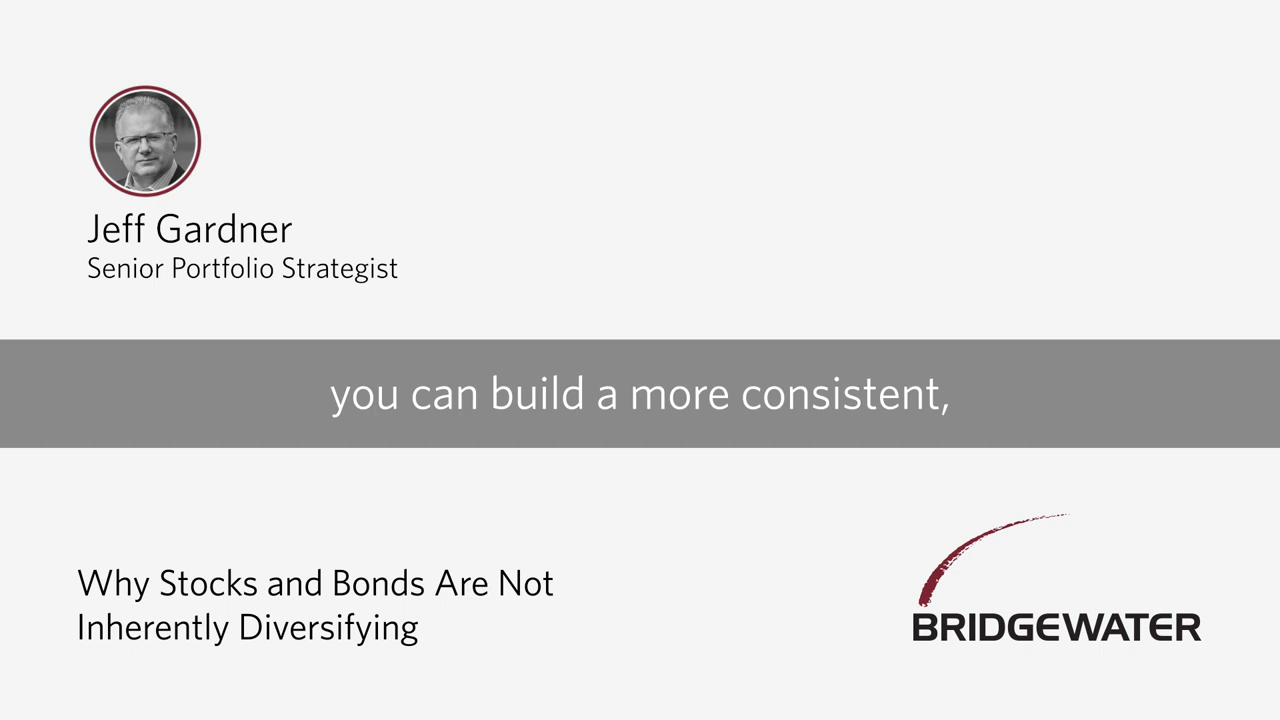 Jeff Gardner
Senior Portfolio Strategist
you can build a more consistent,
Why Stocks and Bonds Are Not
Inherently Diversifying
BRIDGEWATER